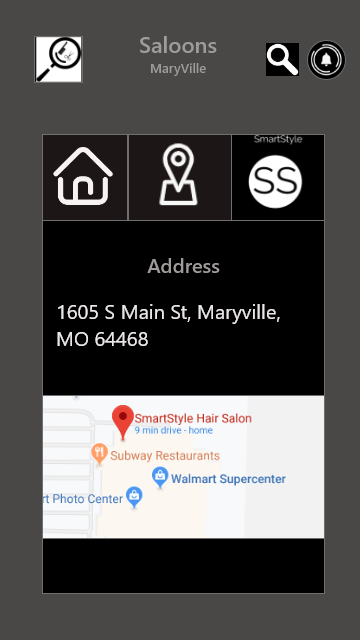 Saloons
MaryVille
SmartStyle
SS
Address
1605 S Main St, Maryville,
MO 64468
SmartStyle Hair Salon
9 min drive - home
Subway Restaurants
Walmart Supercenter
rt Photo Center